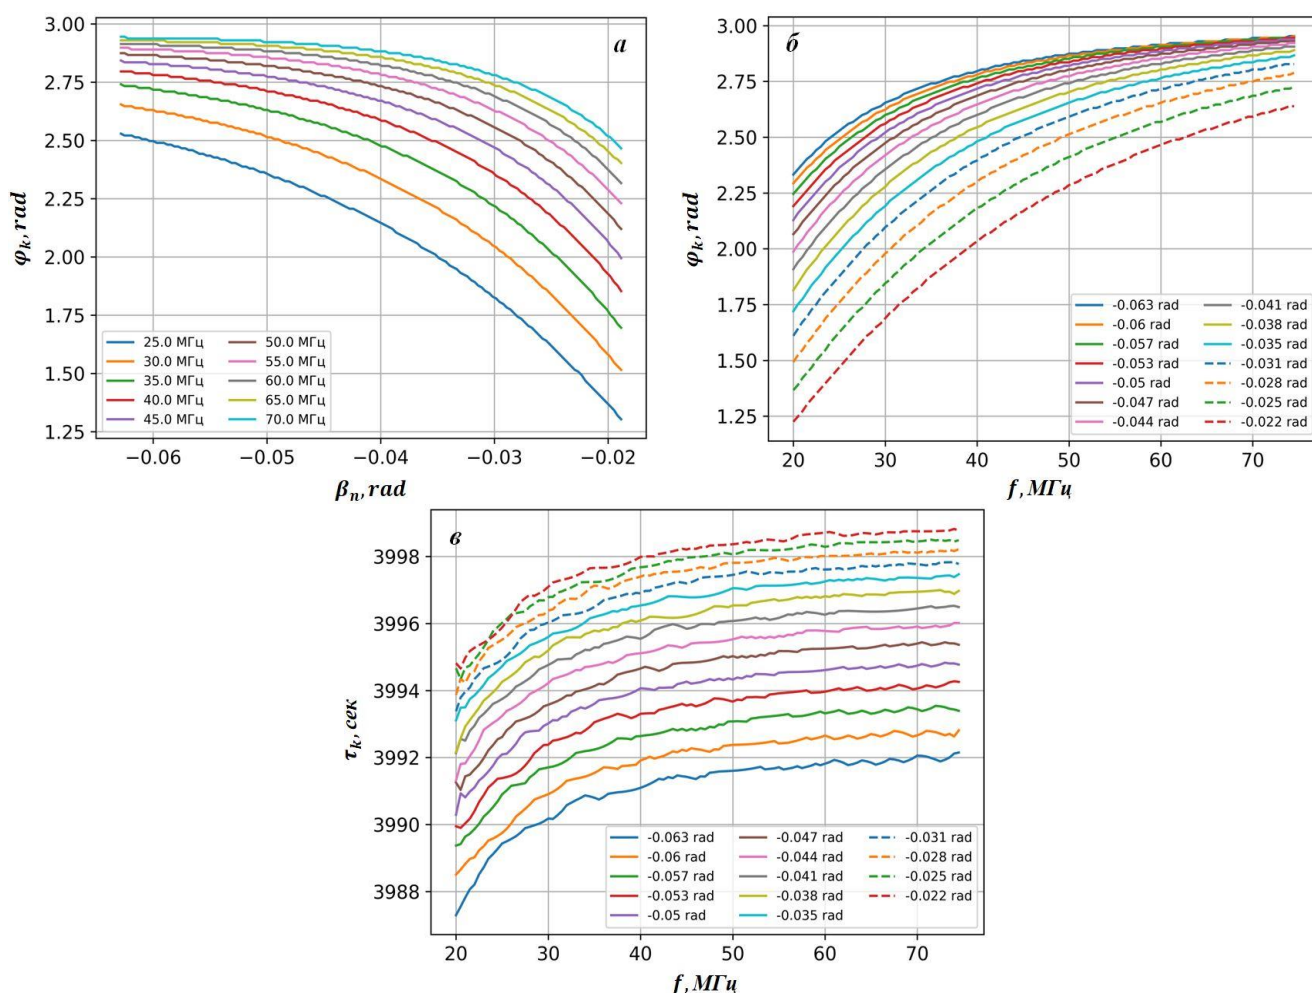 а
3.00
2.75
2.50
2.25
2.00
1.75
1.50
1.25
φk, rad
25.0 МГц 50.0 МГц
30.0 МГц 55.0 МГц
35.0 МГц 60.0 МГц
40.0 МГц 65.0 МГц
45.0 МГц 70.0 МГц
−0.06 −0.05 −0.04 −0.03 −0.02
βn, rad
б
3.00
2.75
2.50
2.25
2.00
1.75
1.50
1.25
φk, rad
-0.063 rad -0.041 rad
-0.06 rad -0.038 rad
-0.057 rad -0.035 rad
-0.053 rad -0.031 rad
-0.05 rad -0.028 rad
-0.047 rad -0.025 rad
-0.044 rad -0.022 rad
20 30 40 50 60 70
f, МГц
в
3998
3996
3994
3992
3990
3988
τk, сек
-0.063 rad -0.047 rad -0.031 rad
-0.06 rad -0.044 rad -0.028 rad
-0.057 rad -0.041 rad -0.025 rad
-0.053 rad -0.038 rad -0.022 rad
-0.05 rad -0.035 rad
20 30 40 50 60 70
f, МГц